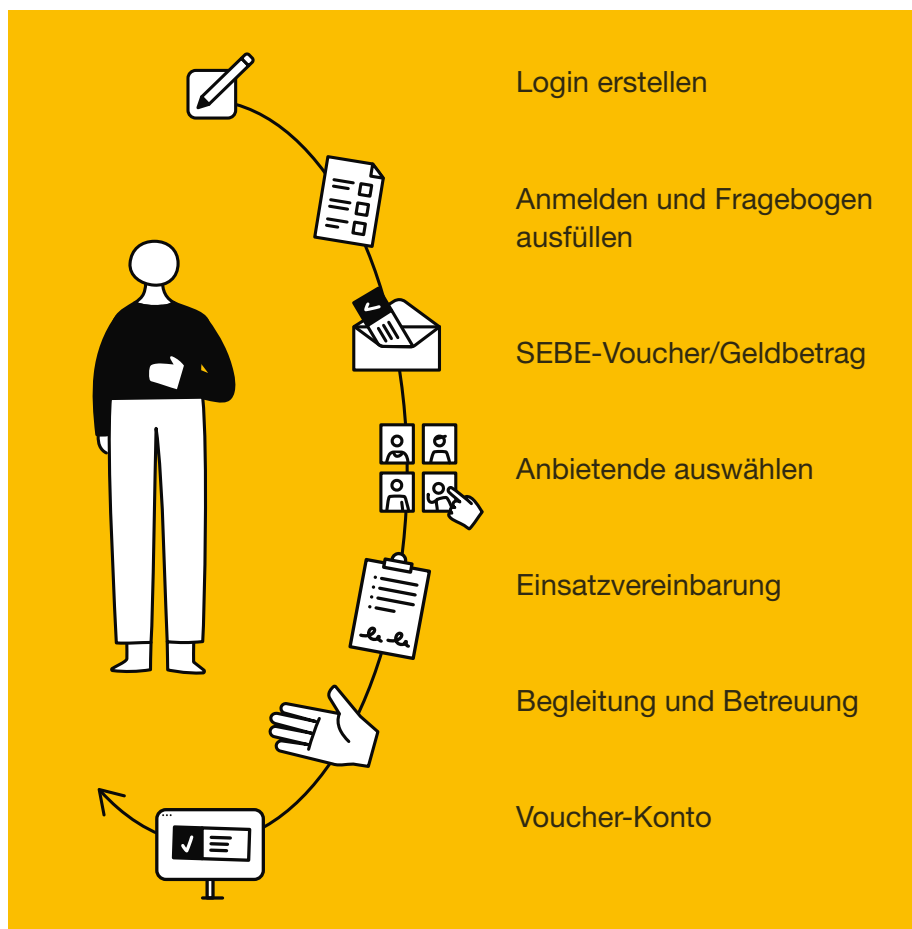 Login erstellen
Anmelden und Fragebogen
ausfüllen
SEBE-Voucher/Geldbetrag
Anbietende auswählen
Einsatzvereinbarung
Begleitung und Betreuung
Voucher-Konto